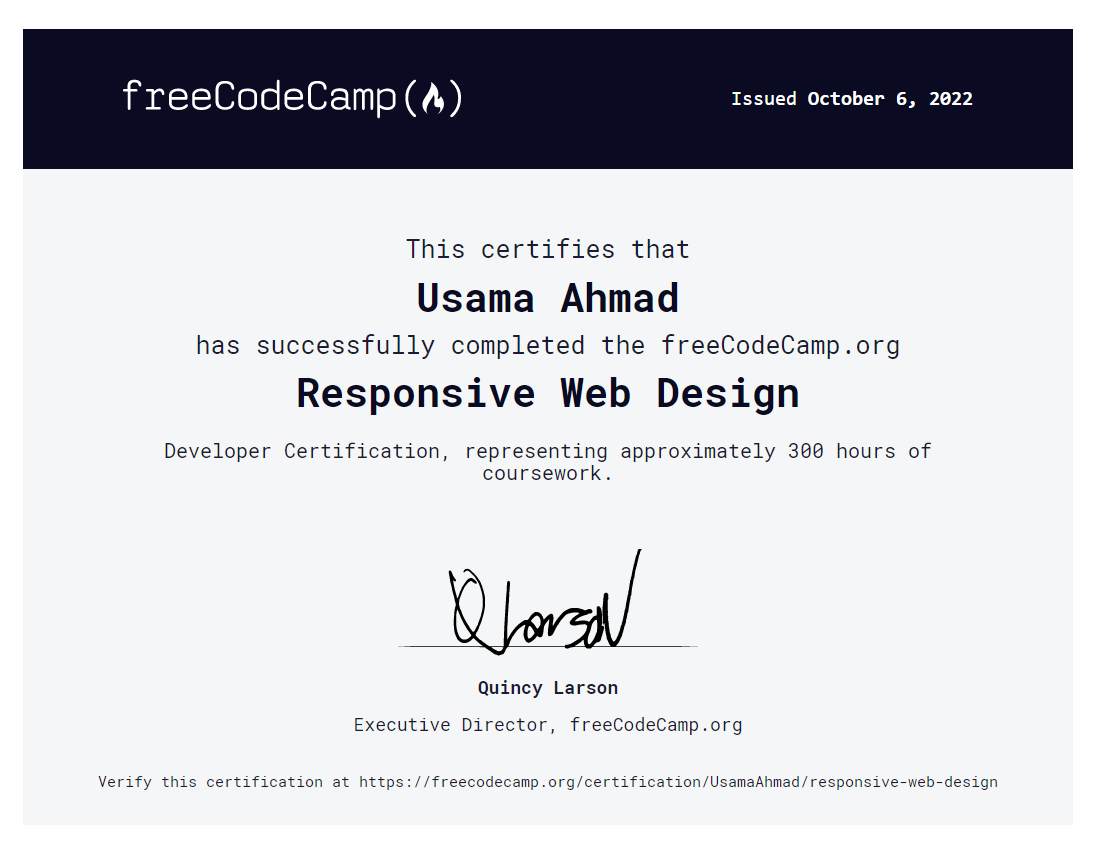 freeCodeCamp(🔥)
Issued October 6, 2022
This certifies that
Usama Ahmad
has successfully completed the freeCodeCamp.org
Responsive Web Design
Developer Certification, representing approximately 300 hours of
coursework.
Q Larson
Quincy Larson
Executive Director, freeCodeCamp.org
Verify this certification at https://freecodecamp.org/certification/UsamaAhmad/responsive-web-design